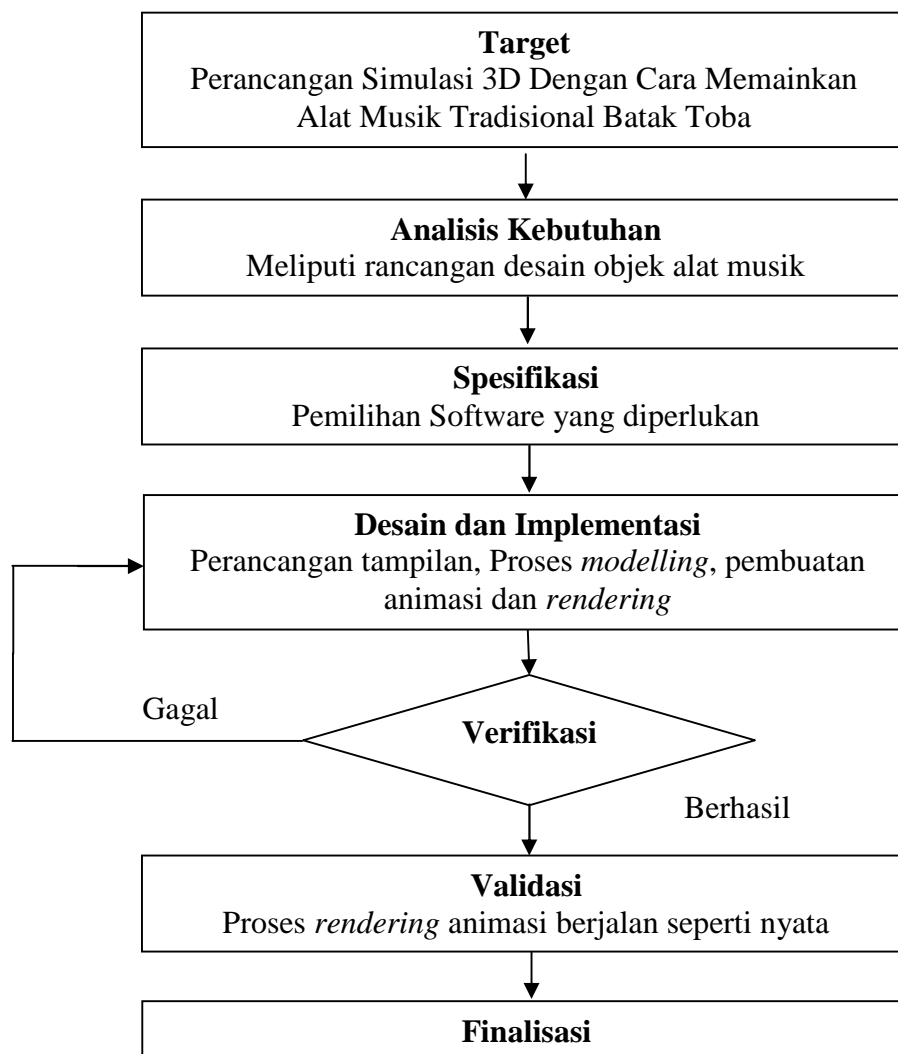 Target
Perancangan Simulasi 3D Dengan Cara Memainkan
Alat Musik Tradisional Batak Toba
Analisis Kebutuhan
Meliputi rancangan desain objek alat musik
Spesifikasi
Pemilihan Software yang diperlukan
Desain dan Implementasi
Perancangan tampilan, Proses modelling, pembuatan
animasi dan rendering
Gagal
Verifikasi
Berhasil
Validasi
Proses rendering animasi berjalan seperti nyata
Finalisasi